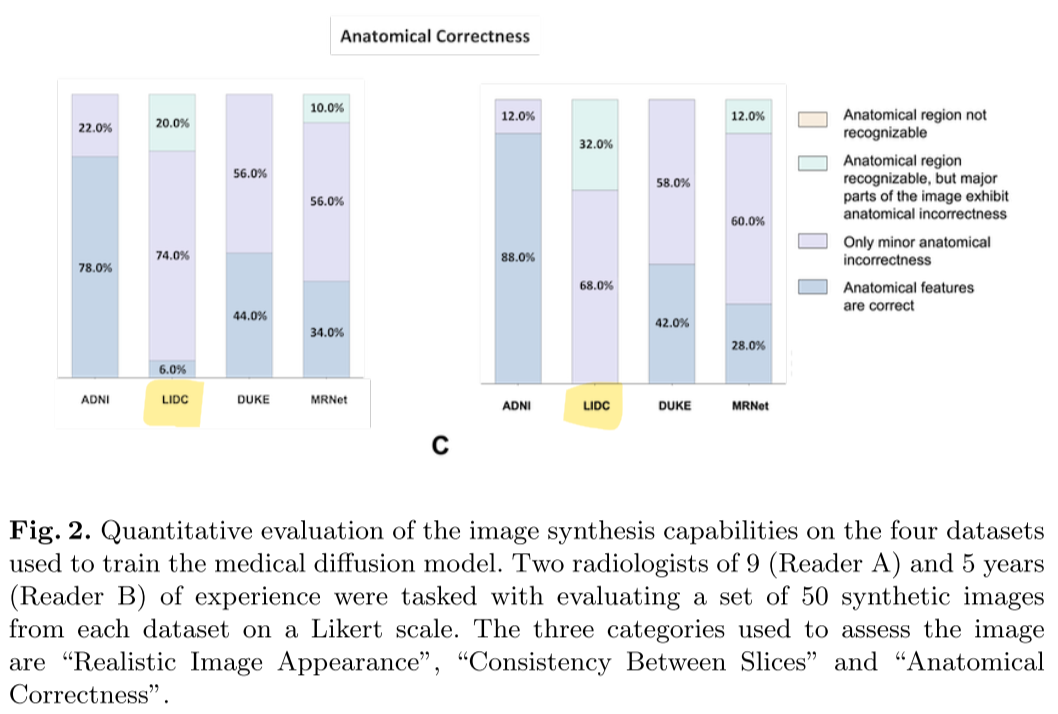 Anatomical Correctness
22.0%
78.0%
20.0%
74.0%
6.0%
56.0%
44.0%
10.0%
56.0%
34.0%
ADNI LIDC DUKE MRNet
12.0%
88.0%
32.0%
68.0%
58.0%
42.0%
12.0%
60.0%
28.0%
ADNI LIDC DUKE MRNet
Anatomical region not
recognizable
Anatomical region
recognizable, but major
parts of the image exhibit
anatomical incorrectness
Only minor anatomical
incorrectness
Anatomical features
are correct
C
Fig. 2. Quantitative evaluation of the image synthesis capabilities on the four datasets
used to train the medical diffusion model. Two radiologists of 9 (Reader A) and 5 years
(Reader B) of experience were tasked with evaluating a set of 50 synthetic images
from each dataset on a Likert scale. The three categories used to assess the image
are “Realistic Image Appearance”, “Consistency Between Slices” and “Anatomical
Correctness”.